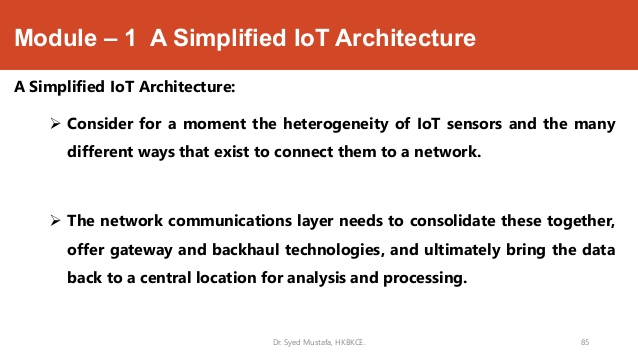 Module – 1 A Simplified IoT Architecture
A Simplified IoT Architecture:
➢ Consider for a moment the heterogeneity of IoT sensors and the many
different ways that exist to connect them to a network.
➢ The network communications layer needs to consolidate these together,
offer gateway and backhaul technologies, and ultimately bring the data
back to a central location for analysis and processing.
Dr. Syed Mustafa, HKBKCE. 85